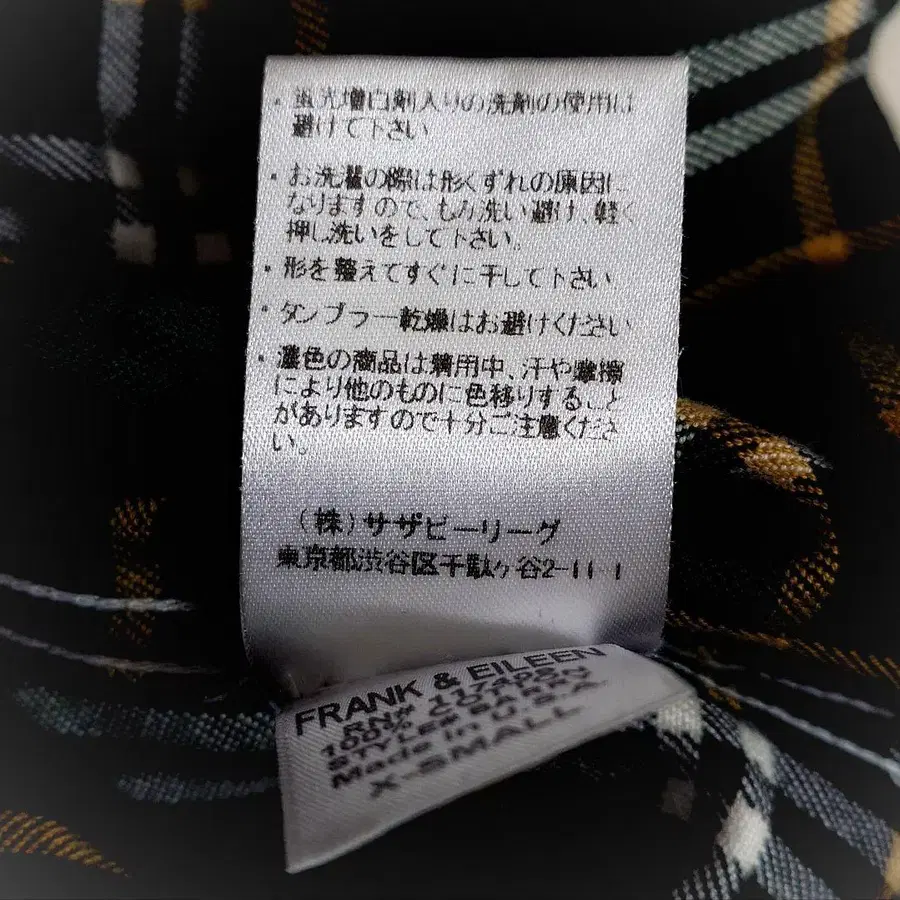 ・蛍光増白剤入りの洗剤の使用は
避けて下さい
・お洗濯の際は形くずれの原因に
なりますので、もみ洗い避け、軽く
押し洗いをして下さい。
・形を整えてすぐに干して下さい
・タンブラー乾燥はお避けください
・濃色の商品は着用中、汗や摩擦
により他のものに色移りすること
がありますので十分ご注意くださ
い。
(株)サザビーリーグ
東京都渋谷区千駄ヶ谷2-11-1
FRANK & EILEEN
RN#
100%
STYLE: BARRA
Made in U.S.A.
X-SMALL